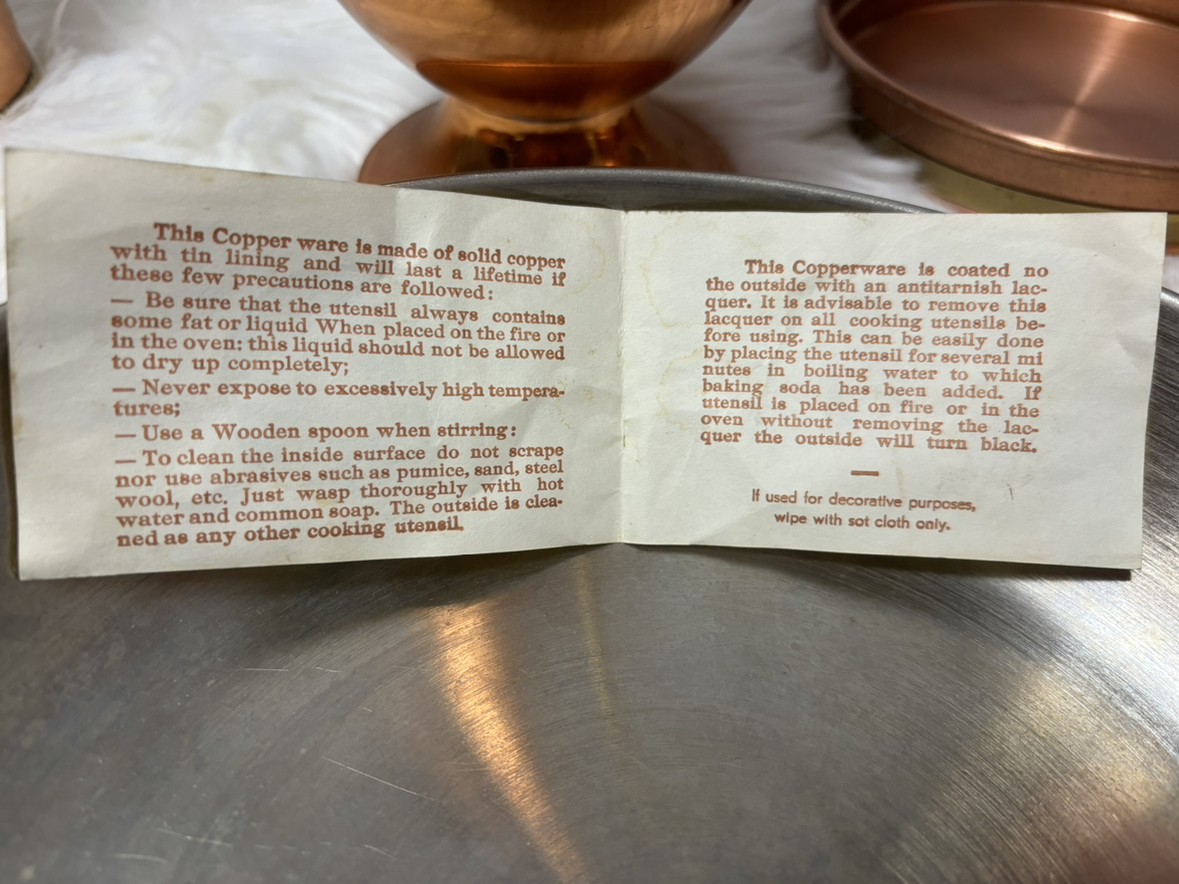 This Copper ware is made of solid copper
with tin lining and will last a lifetime if
these few precautions are followed:
— Be sure that the utensil always contains
some fat or liquid When placed on the fire or
in the oven: this liquid should not be allowed
to dry up completely;
— Never expose to excessively high tempera-
tures;
— Use a Wooden spoon when stirring:
— To clean the inside surface do not scrape
nor use abrasives such as pumice, sand, steel
wool, etc. Just wasp thoroughly with hot
water and common soap. The outside is clea-
ned as any other cooking utensil.
This Copperware is coated no
the outside with an antitarnish lac-
quer. It is advisable to remove this
lacquer on all cooking utensils be-
fore using. This can be easily done
by placing the utensil for several mi
nutes in boiling water to which
baking soda has been added. If
utensil is placed on fire or in the
oven without removing the lac-
quer the outside will turn black.
—
If used for decorative purposes,
wipe with sot cloth only.